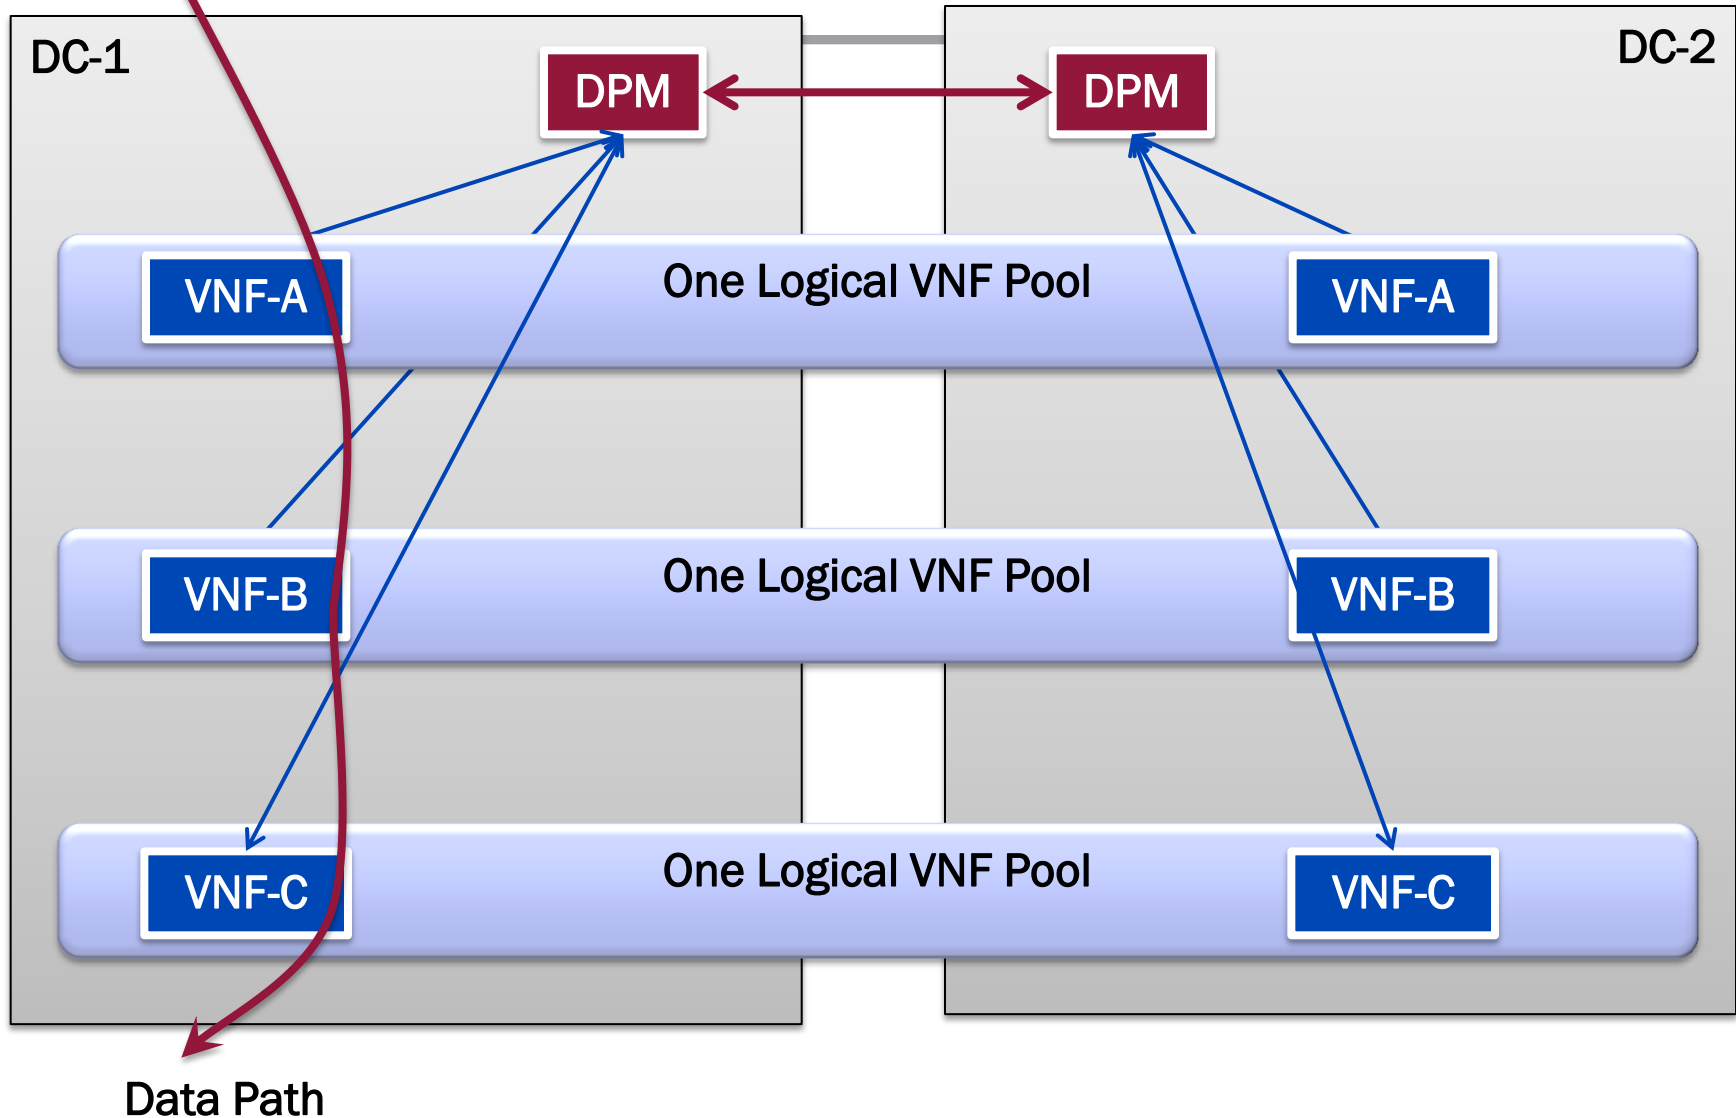 DC-1
DC-2
DPM
DPM
VNF-A
One Logical VNF Pool
VNF-A
VNF-B
One Logical VNF Pool
VNF-B
VNF-C
One Logical VNF Pool
VNF-C
Data Path